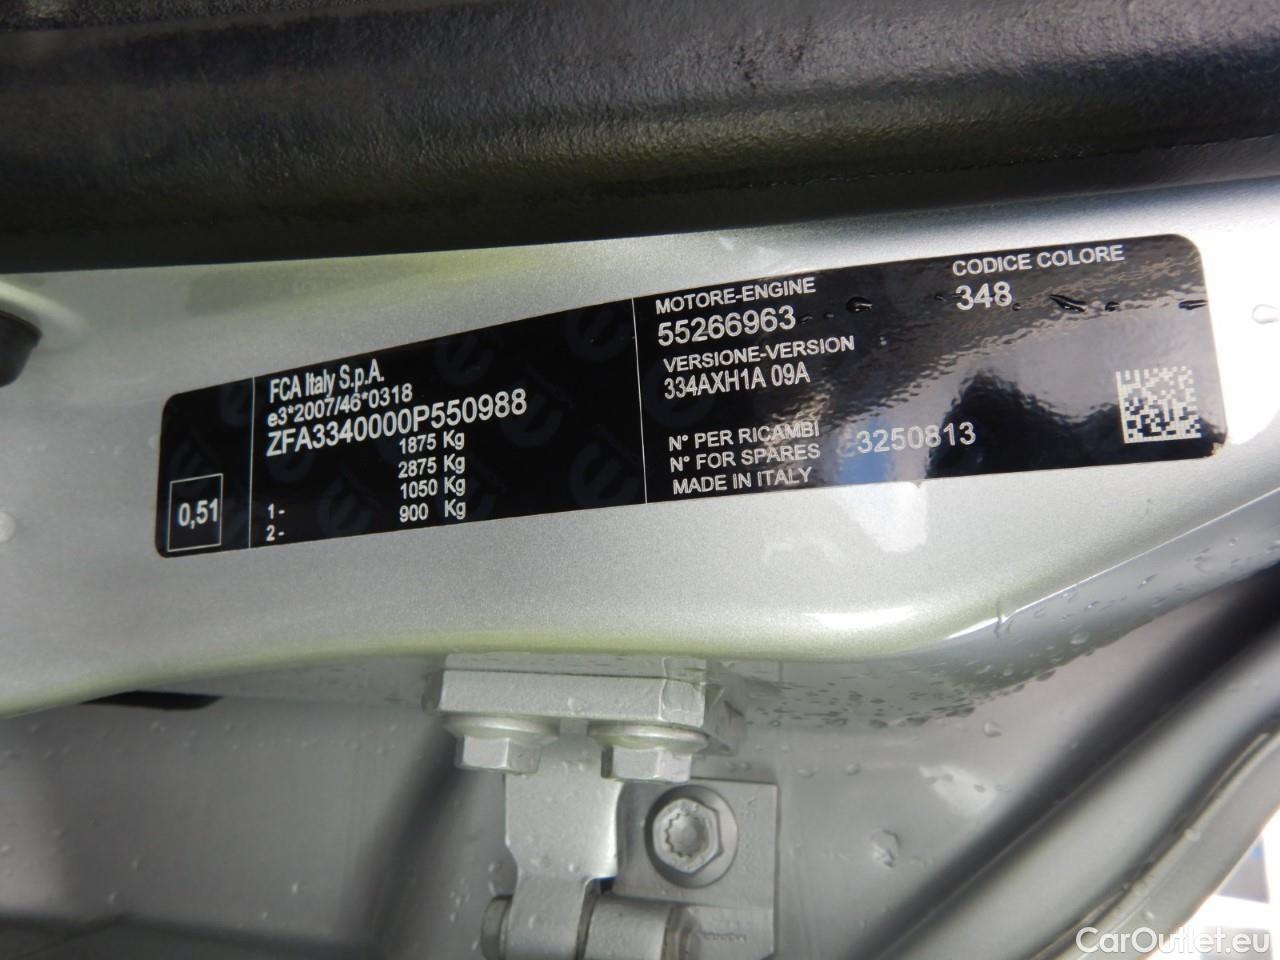 FCA Italy S.p.A.
e3*2007/46*0318
ZFA3340000P550988
1875 Kg
2875 Kg
1- 1050 Kg
2- 900 Kg
0,51
MOTORE-ENGINE
55266963
VERSIONE-VERSION
334AXH1A 09A
CODICE COLORE
348
N° PER RICAMBI
N° FOR SPARES 3250813
MADE IN ITALY
CarOutlet.eu